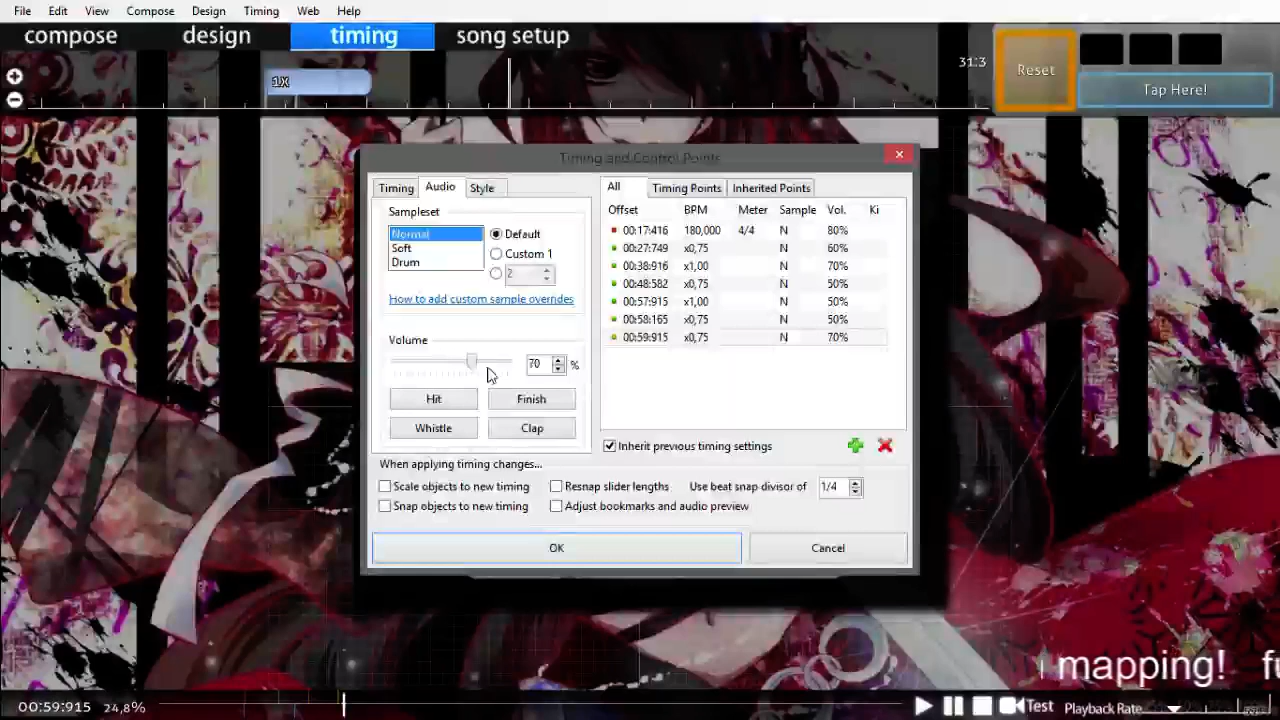 File Edit View Compose Design Timing Web Help
compose design timing song setup
1X
31:3
Reset
Tap Here!
Timing and Control Points
Timing Audio Style
Sampleset
Normal
Soft
Drum
Default
Custom 1
2
How to add custom sample overrides
Volume
70 %
Hit Finish
Whistle Clap
All Timing Points Inherited Points
Offset BPM Meter Sample Vol. Ki
00:17:416 180,000 4/4 N 80%
00:27:749 x0,75 N 60%
00:38:916 x1,00 N 70%
00:48:582 x0,75 N 50%
00:57:915 x1,00 N 50%
00:58:165 x0,75 N 50%
00:59:915 x0,75 N 70%
Inherit previous timing settings
When applying timing changes...
Scale objects to new timing Resnap slider lengths Use beat snap divisor of 1/4
Snap objects to new timing Adjust bookmarks and audio preview
OK Cancel
mapping!
00:59:915 24,8% Test Playback Rate